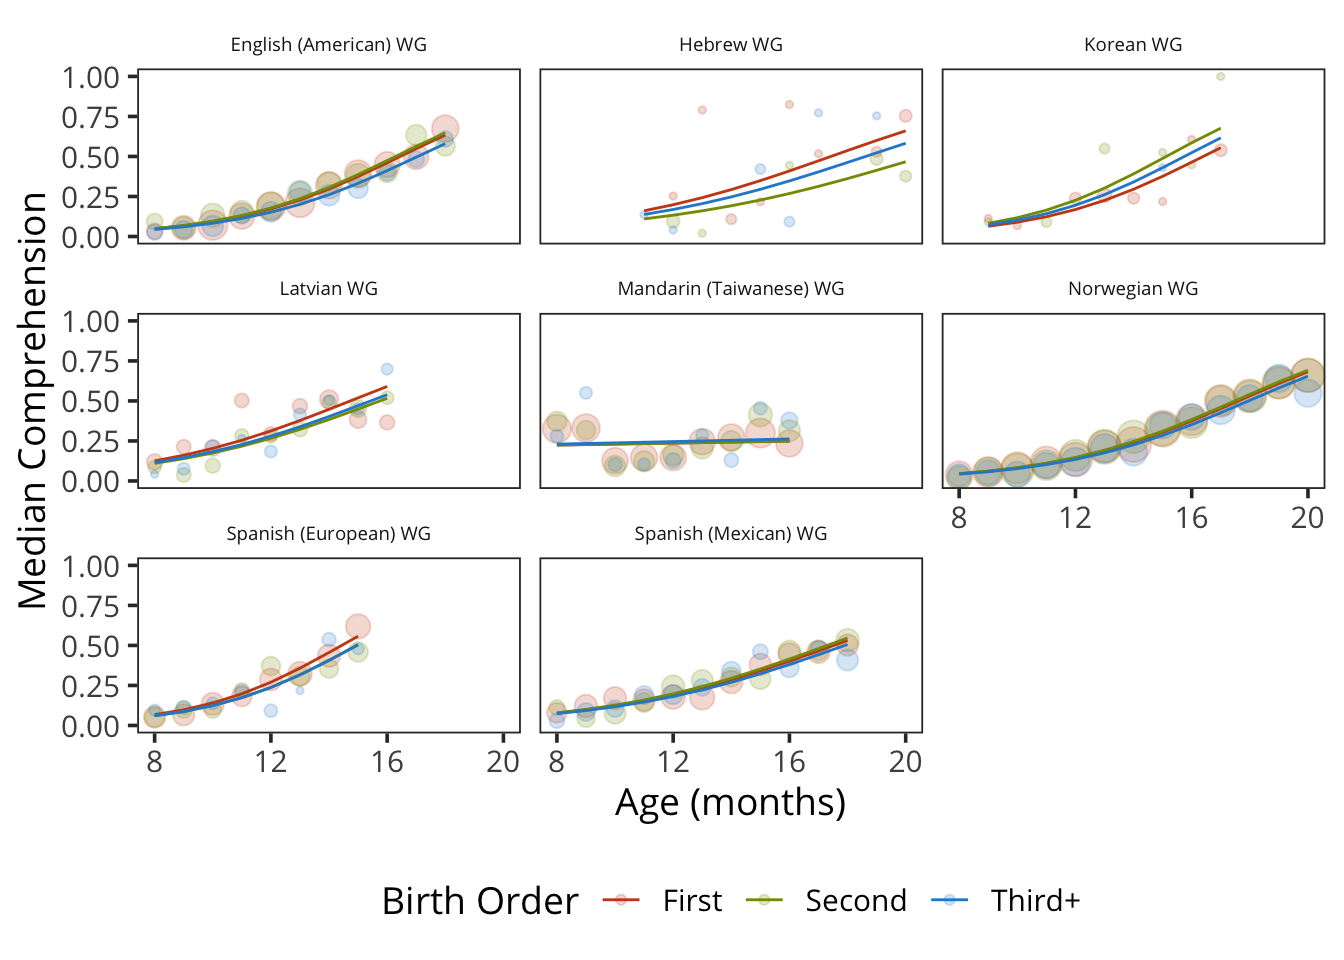 English (American) WG
Hebrew WG
Korean WG
1.00
0.75
0.50
0.25
0.00
Latvian WG
Mandarin (Taiwanese) WG
Norwegian WG
1.00
0.75
0.50
0.25
0.00
8 12 16 20
Spanish (European) WG
Spanish (Mexican) WG
1.00
0.75
0.50
0.25
0.00
8 12 16 20
8 12 16 20
Median Comprehension
Age (months)
Birth Order First Second Third+